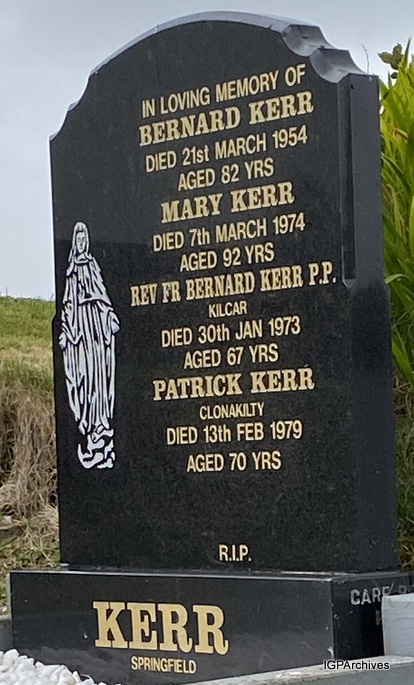 IN LOVING MEMORY OF
BERNARD KERR
DIED 21st MARCH 1954
AGED 82 YRS
MARY KERR
DIED 7th MARCH 1974
AGED 92 YRS
REV FR BERNARD KERR P.P.
KILCAR
DIED 30th JAN 1973
AGED 67 YRS
PATRICK KERR
CLONAKILTY
DIED 13th FEB 1979
AGED 70 YRS
R.I.P.
KERR
SPRINGFIELD
IGPArchives